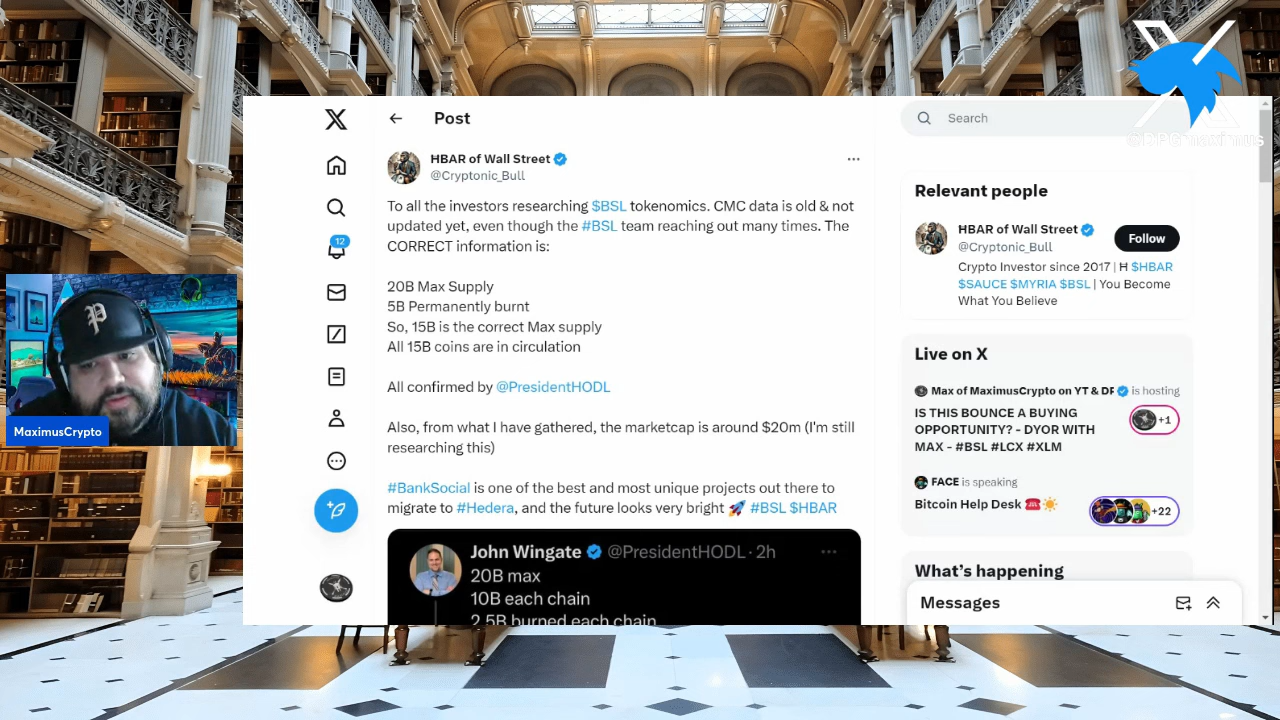 Post
Search
@DPGmaximus
HBAR of Wall Street
@Cryptonic_Bull
To all the investors researching $BSL tokenomics. CMC data is old & not
updated yet, even though the #BSL team reaching out many times. The
CORRECT information is:
20B Max Supply
5B Permanently burnt
So, 15B is the correct Max supply
All 15B coins are in circulation
All confirmed by @PresidentHODL
Also, from what I have gathered, the marketcap is around $20m (I'm still
researching this)
#BankSocial is one of the best and most unique projects out there to
migrate to #Hedera, and the future looks very bright 🚀 #BSL $HBAR
John Wingate @PresidentHODL · 2h
20B max
10B each chain
2.5B burned each chain
12
Relevant people
HBAR of Wall Street
@Cryptonic_Bull
Follow
Crypto Investor since 2017 | H $HBAR
$SAUCE $MYRIA $BSL | You Become
What You Believe
Live on X
Max of MaximusCrypto on YT & DP is hosting
IS THIS BOUNCE A BUYING
OPPORTUNITY? - DYOR WITH
MAX - #BSL #LCX #XLM
+1
FACE is speaking
Bitcoin Help Desk ☎️☀️
+22
What's happening
Messages
P
MaximusCrypto